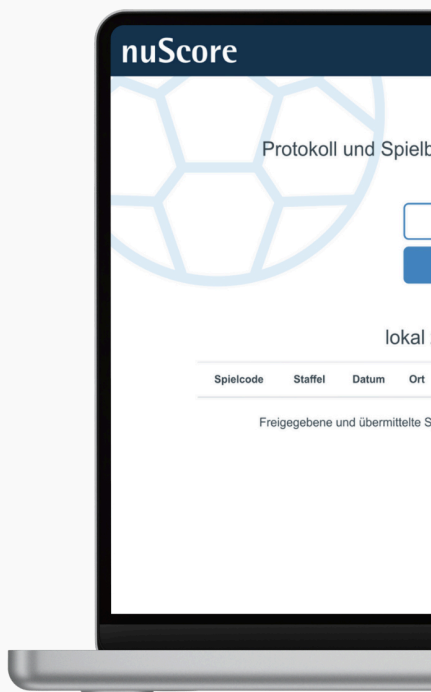 nuScore
Protokoll und Spielb
lokal
Spielcode Staffel Datum Ort
Freigegebene und übermittelte S